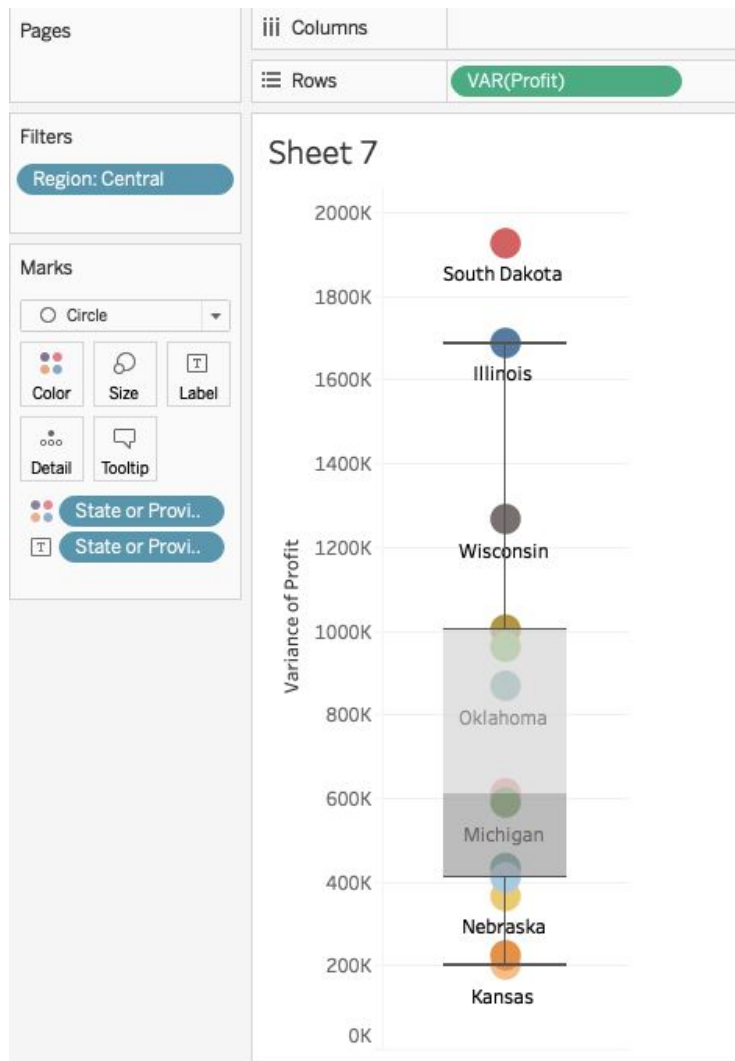 Pages
Columns
Rows
VAR(Profit)
Filters
Region: Central
Marks
Circle
Color
Size
T
Label
Detail
Tooltip
State or Provi..
T
State or Provi..
Sheet 7
Variance of Profit
2000K
1800K
1600K
1400K
1200K
1000K
800K
600K
400K
200K
0K
South Dakota
Illinois
Wisconsin
Oklahoma
Michigan
Nebraska
Kansas